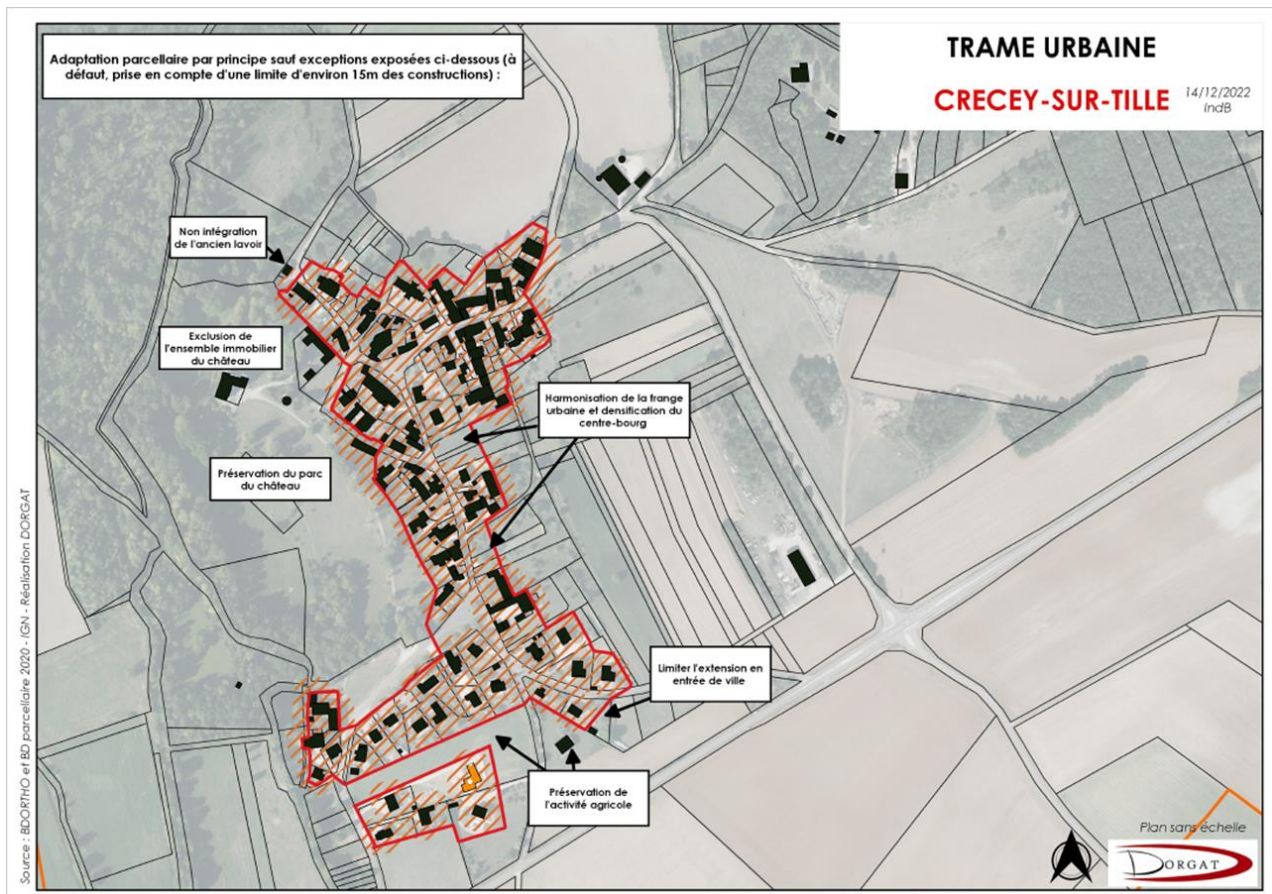 Adaptation parcellaire par principe sauf exceptions exposées ci-dessous (à
défaut, prise en compte d'une limite d'environ 15m des constructions) :
TRAME URBAINE
CRECEY-SUR-TILLE
14/12/2022
IndB
Non intégration
de l'ancien lavoir
Exclusion de
l'ensemble immobilier
du château
Harmonisation de la frange
urbaine et densification du
centre-bourg
Préservation du parc
du château
Limiter l'extension en
entrée de ville
Préservation de
l'activité agricole
Source : BDORTHO et BD parcellaire 2020 - IGN - Réalisation DORGAT
Plan sans échelle
DORGAT